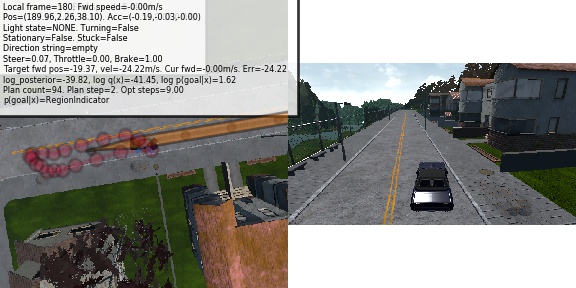 Local frame=180. Fwd speed=-0.00m/s
Pos=(189.96,2.26,38.10). Acc=(-0.19,-0.03,-0.00)
Light state=NONE. Turning=False
Stationary=False. Stuck=False
Direction string=empty
Steer=0.07, Throttle=0.00, Brake=1.00
Target fwd pos=-19.37, vel=-24.22m/s. Cur fwd=-0.00m/s. Err=-24.22
log_posterior=-39.82, log q(x)=-41.45, log p(goal|x)=1.62
Plan count=94. Plan step=2. Opt steps=9.00
p(goal|x)=RegionIndicator